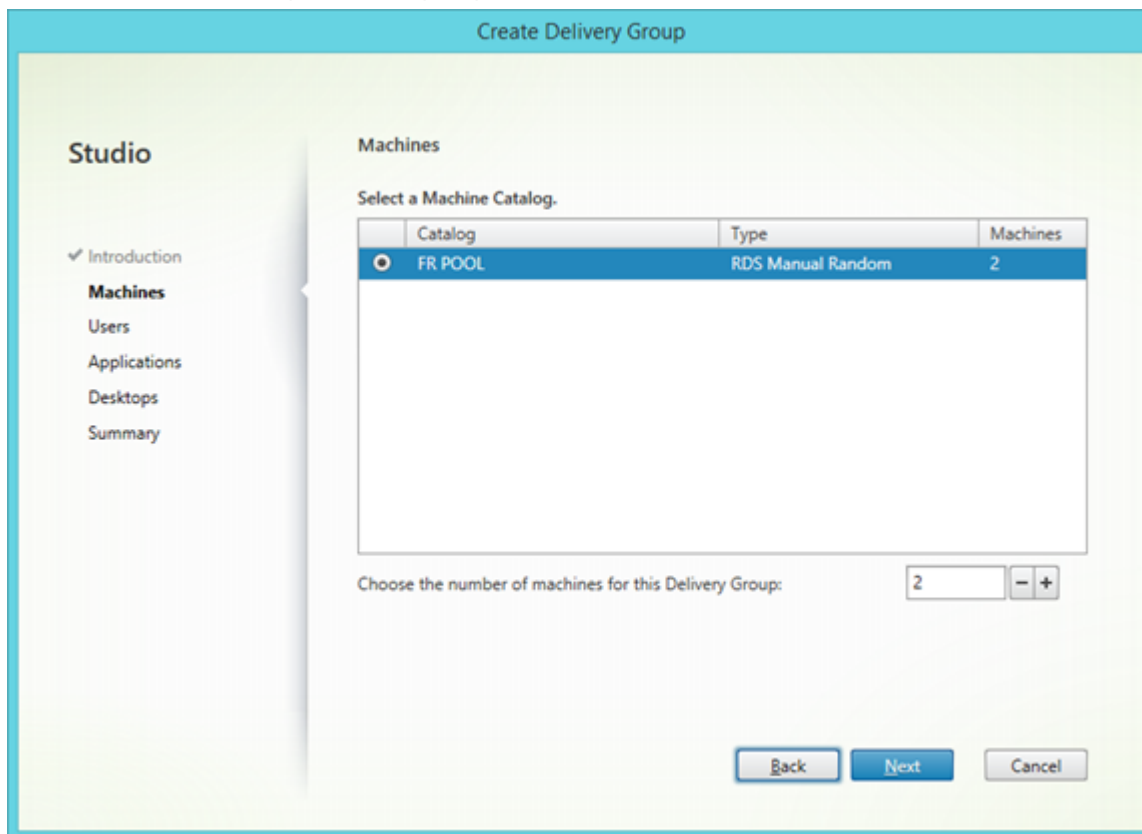 Create Delivery Group
Studio
Introduction
Machines
Users
Applications
Desktops
Summary
Machines
Select a Machine Catalog.
Catalog Type Machines
FR POOL RDS Manual Random 2
Choose the number of machines for this Delivery Group: 2 − +
Back Next Cancel